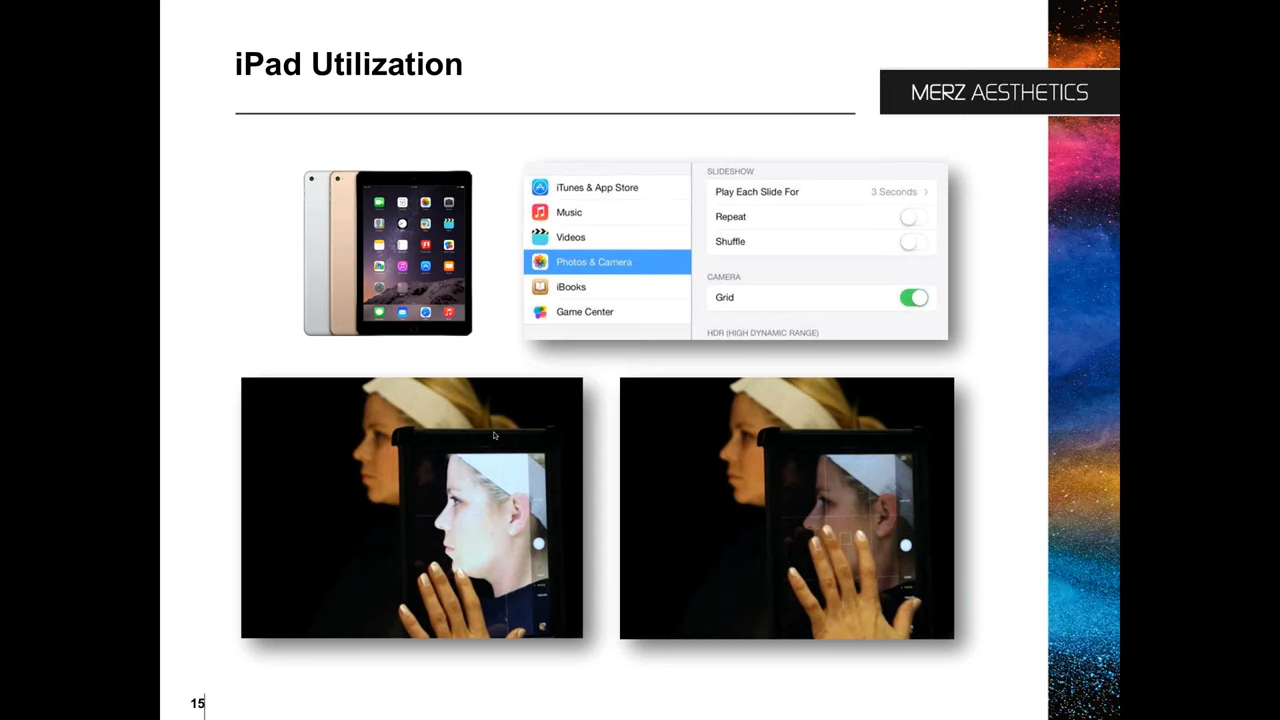 iPad Utilization
MERZ AESTHETICS
iTunes & App Store
Music
Videos
Photos & Camera
iBooks
Game Center
SLIDESHOW
Play Each Slide For 3 Seconds >
Repeat
Shuffle
CAMERA
Grid
HDR (HIGH DYNAMIC RANGE)
15